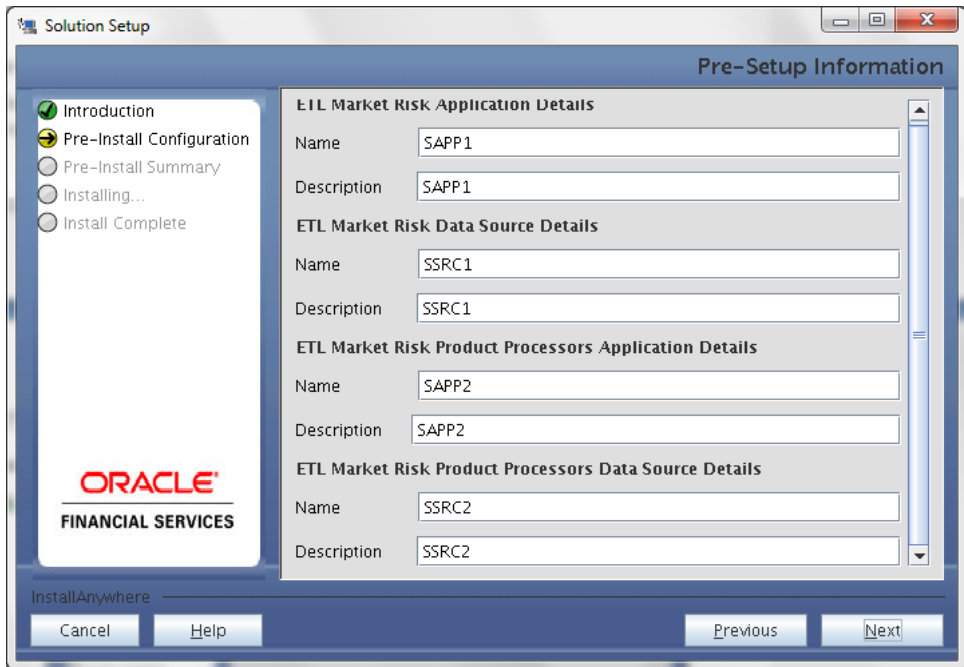 Solution Setup
Pre-Setup Information
Introduction
Pre-Install Configuration
Pre-Install Summary
Installing...
Install Complete
ORACLE'
FINANCIAL SERVICES
ETL Market Risk Application Details
Name SAPP1
Description SAPP1
ETL Market Risk Data Source Details
Name SSRC1
Description SSRC1
ETL Market Risk Product Processors Application Details
Name SAPP2
Description SAPP2
ETL Market Risk Product Processors Data Source Details
Name SSRC2
Description SSRC2
InstallAnywhere
Cancel Help Previous Next